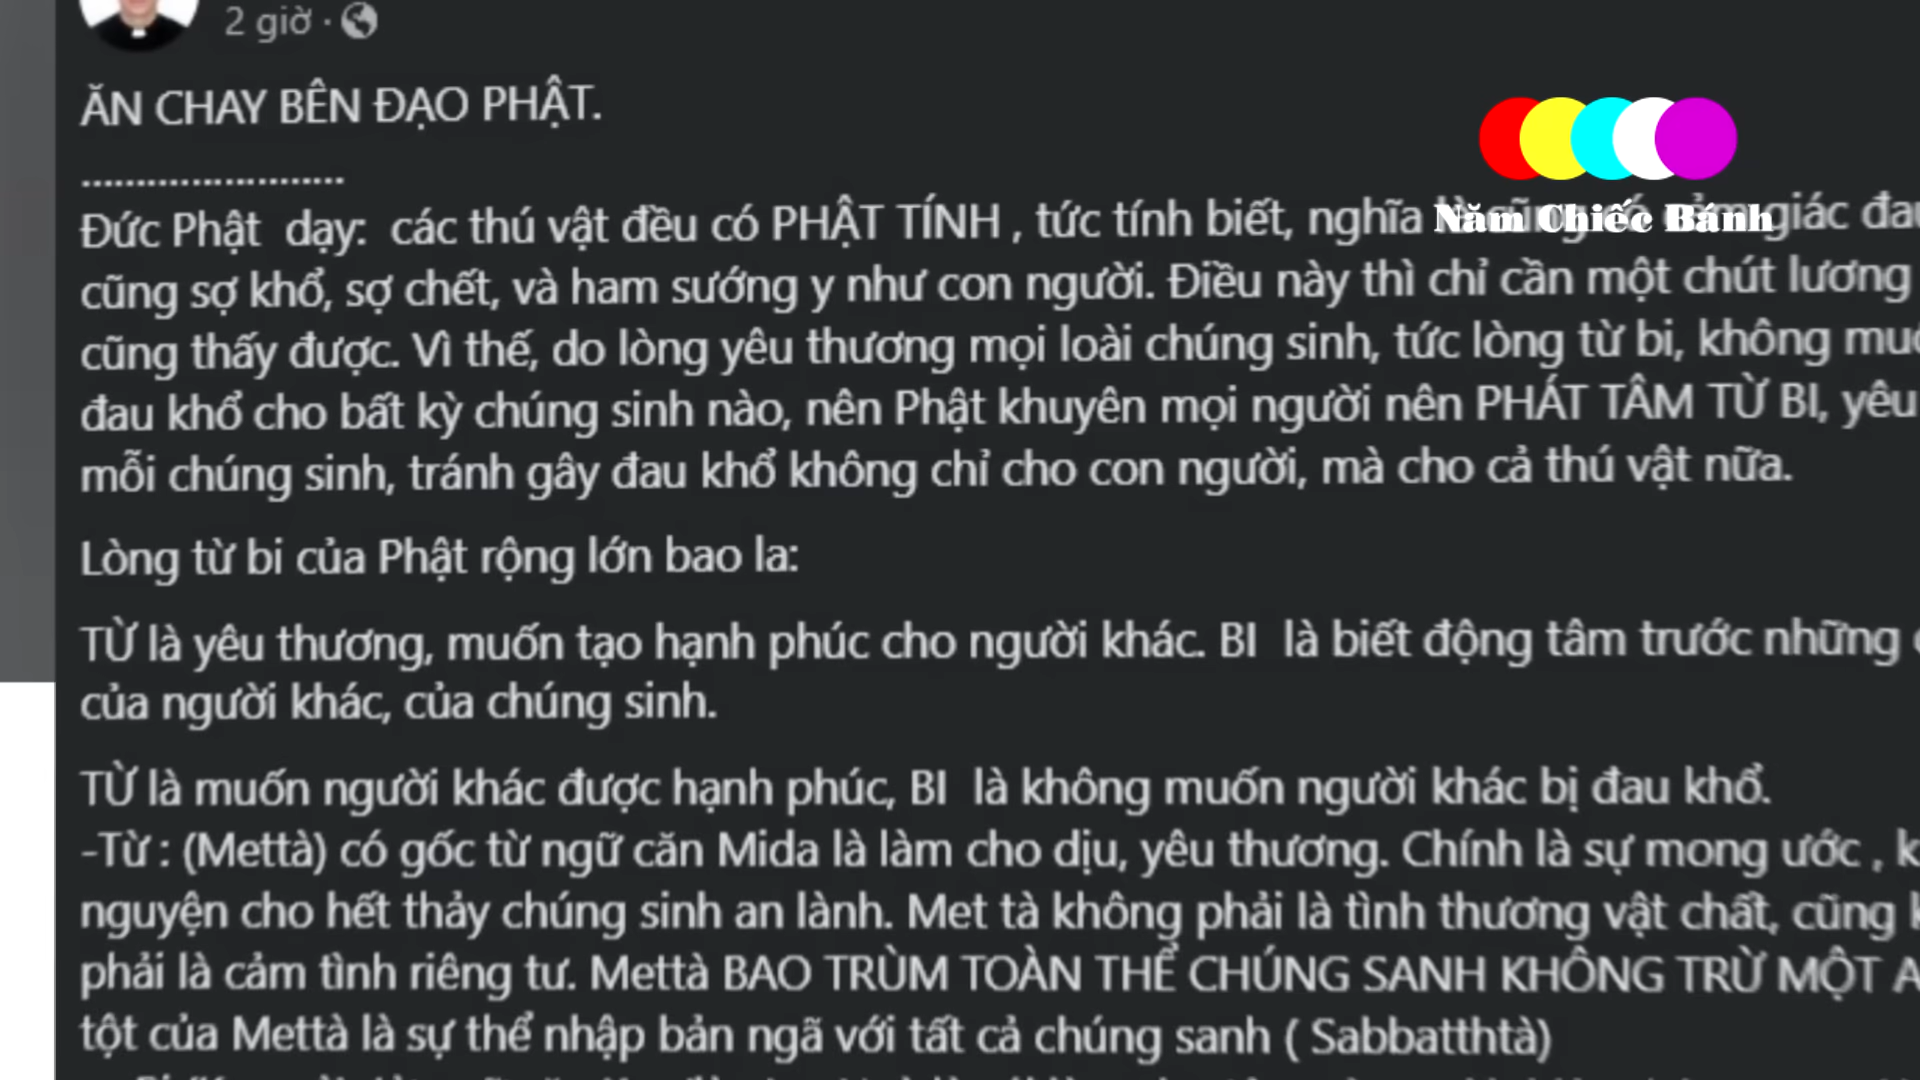 2 giờ ·
ĂN CHAY BÊN ĐẠO PHẬT.
........................
Năm Chiếc Bánh
Đức Phật dạy: các thú vật đều có PHẬT TÍNH , tức tính biết, nghĩa giác
cũng sợ khổ, sợ chết, và ham sướng y như con người. Điều này thì chỉ cần một chút lương
cũng thấy được. Vì thế, do lòng yêu thương mọi loài chúng sinh, tức lòng từ bi, không
đau khổ cho bất kỳ chúng sinh nào, nên Phật khuyên mọi người nên PHÁT TÂM TỪ BI, yêu
mỗi chúng sinh, tránh gây đau khổ không chỉ cho con người, mà cho cả thú vật nữa.
Lòng từ bi của Phật rộng lớn bao la:
TỪ là yêu thương, muốn tạo hạnh phúc cho người khác. BI là biết động tâm trước những
của người khác, của chúng sinh.
TỪ là muốn người khác được hạnh phúc, BI là không muốn người khác bị đau khổ.
-Từ : (Mettà) có gốc từ ngữ căn Mida là làm cho dịu, yêu thương. Chính là sự mong ước ,
nguyện cho hết thảy chúng sinh an lành. Met tà không phải là tình thương vật chất, cũng
phải là cảm tình riêng tư. Mettà BAO TRÙM TOÀN THỂ CHÚNG SANH KHÔNG TRỪ MỘT
tột của Mettà là sự thể nhập bản ngã với tất cả chúng sanh ( Sabbatthtà)